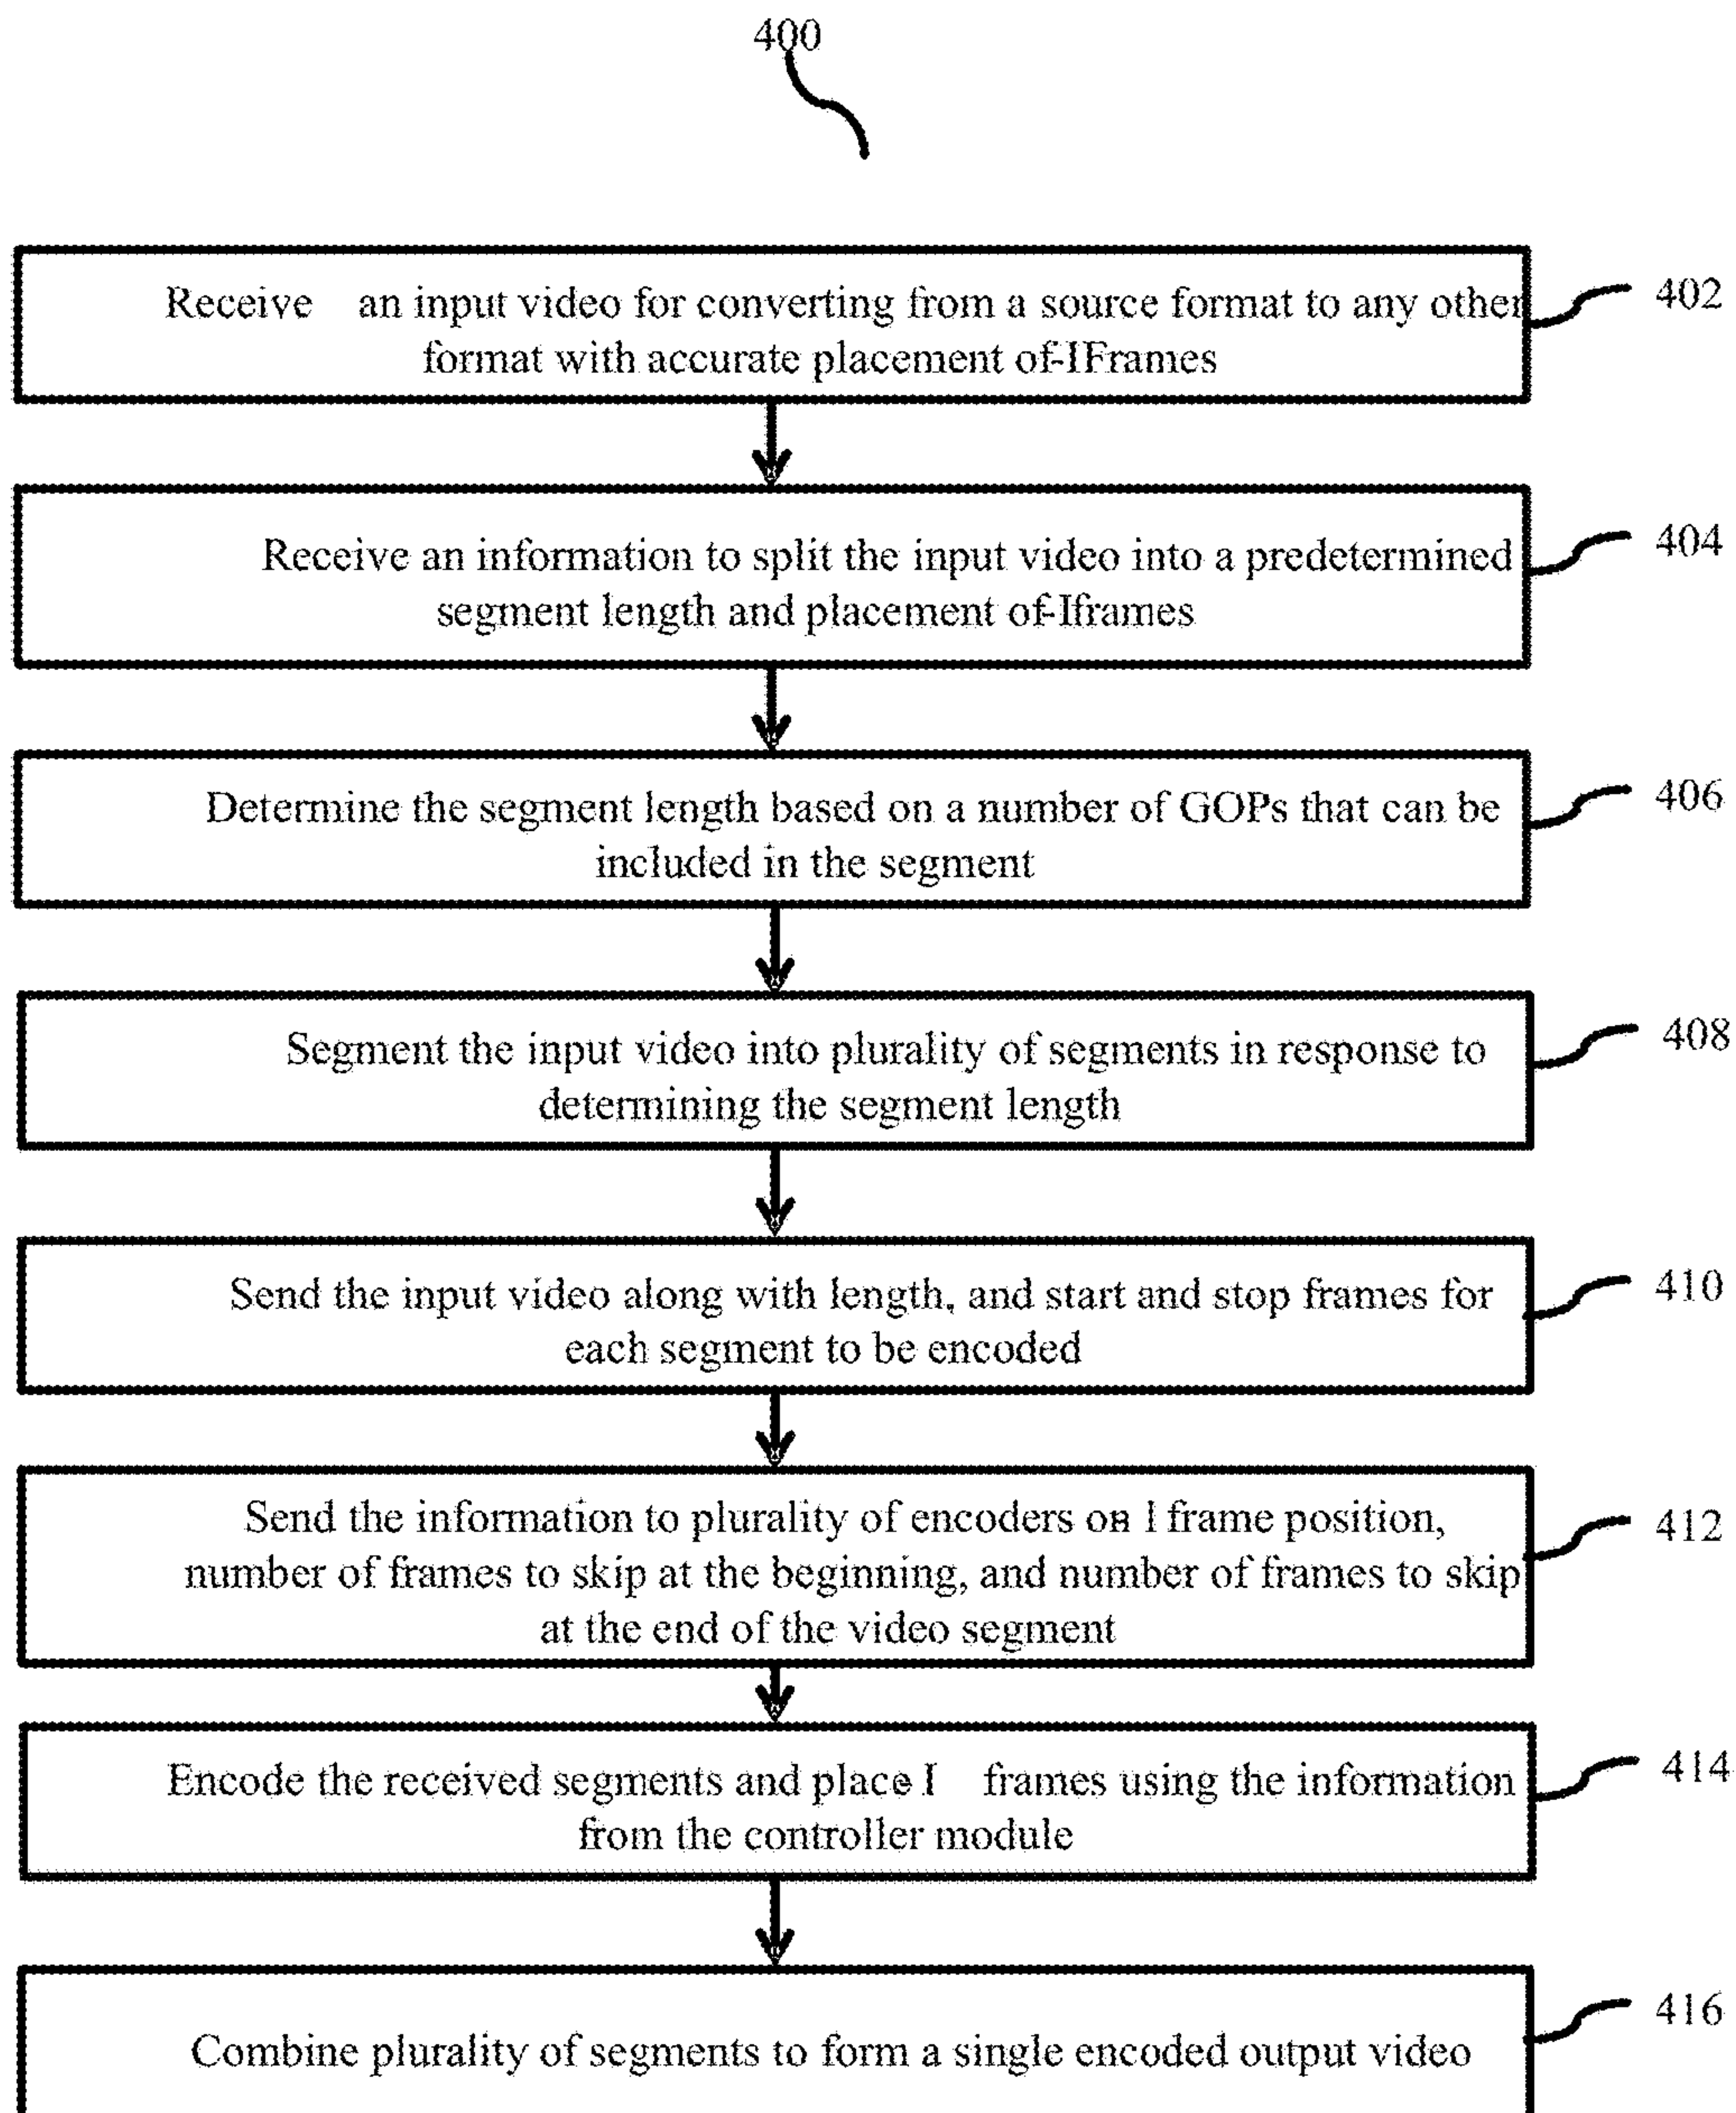 400
Receive an input video for converting from a source format to any other
format with accurate placement of-IFrames
402
Receive an information to split the input video into a predetermined
segment length and placement of-Iframes
404
Determine the segment length based on a number of GOPs that can be
included in the segment
406
Segment the input video into plurality of segments in response to
determining the segment length
408
Send the input video along with length, and start and stop frames for
each segment to be encoded
410
Send the information to plurality of encoders on I frame position,
number of frames to skip at the beginning, and number of frames to skip
at the end of the video segment
412
Encode the received segments and place I frames using the information
from the controller module
414
Combine plurality of segments to form a single encoded output video
416